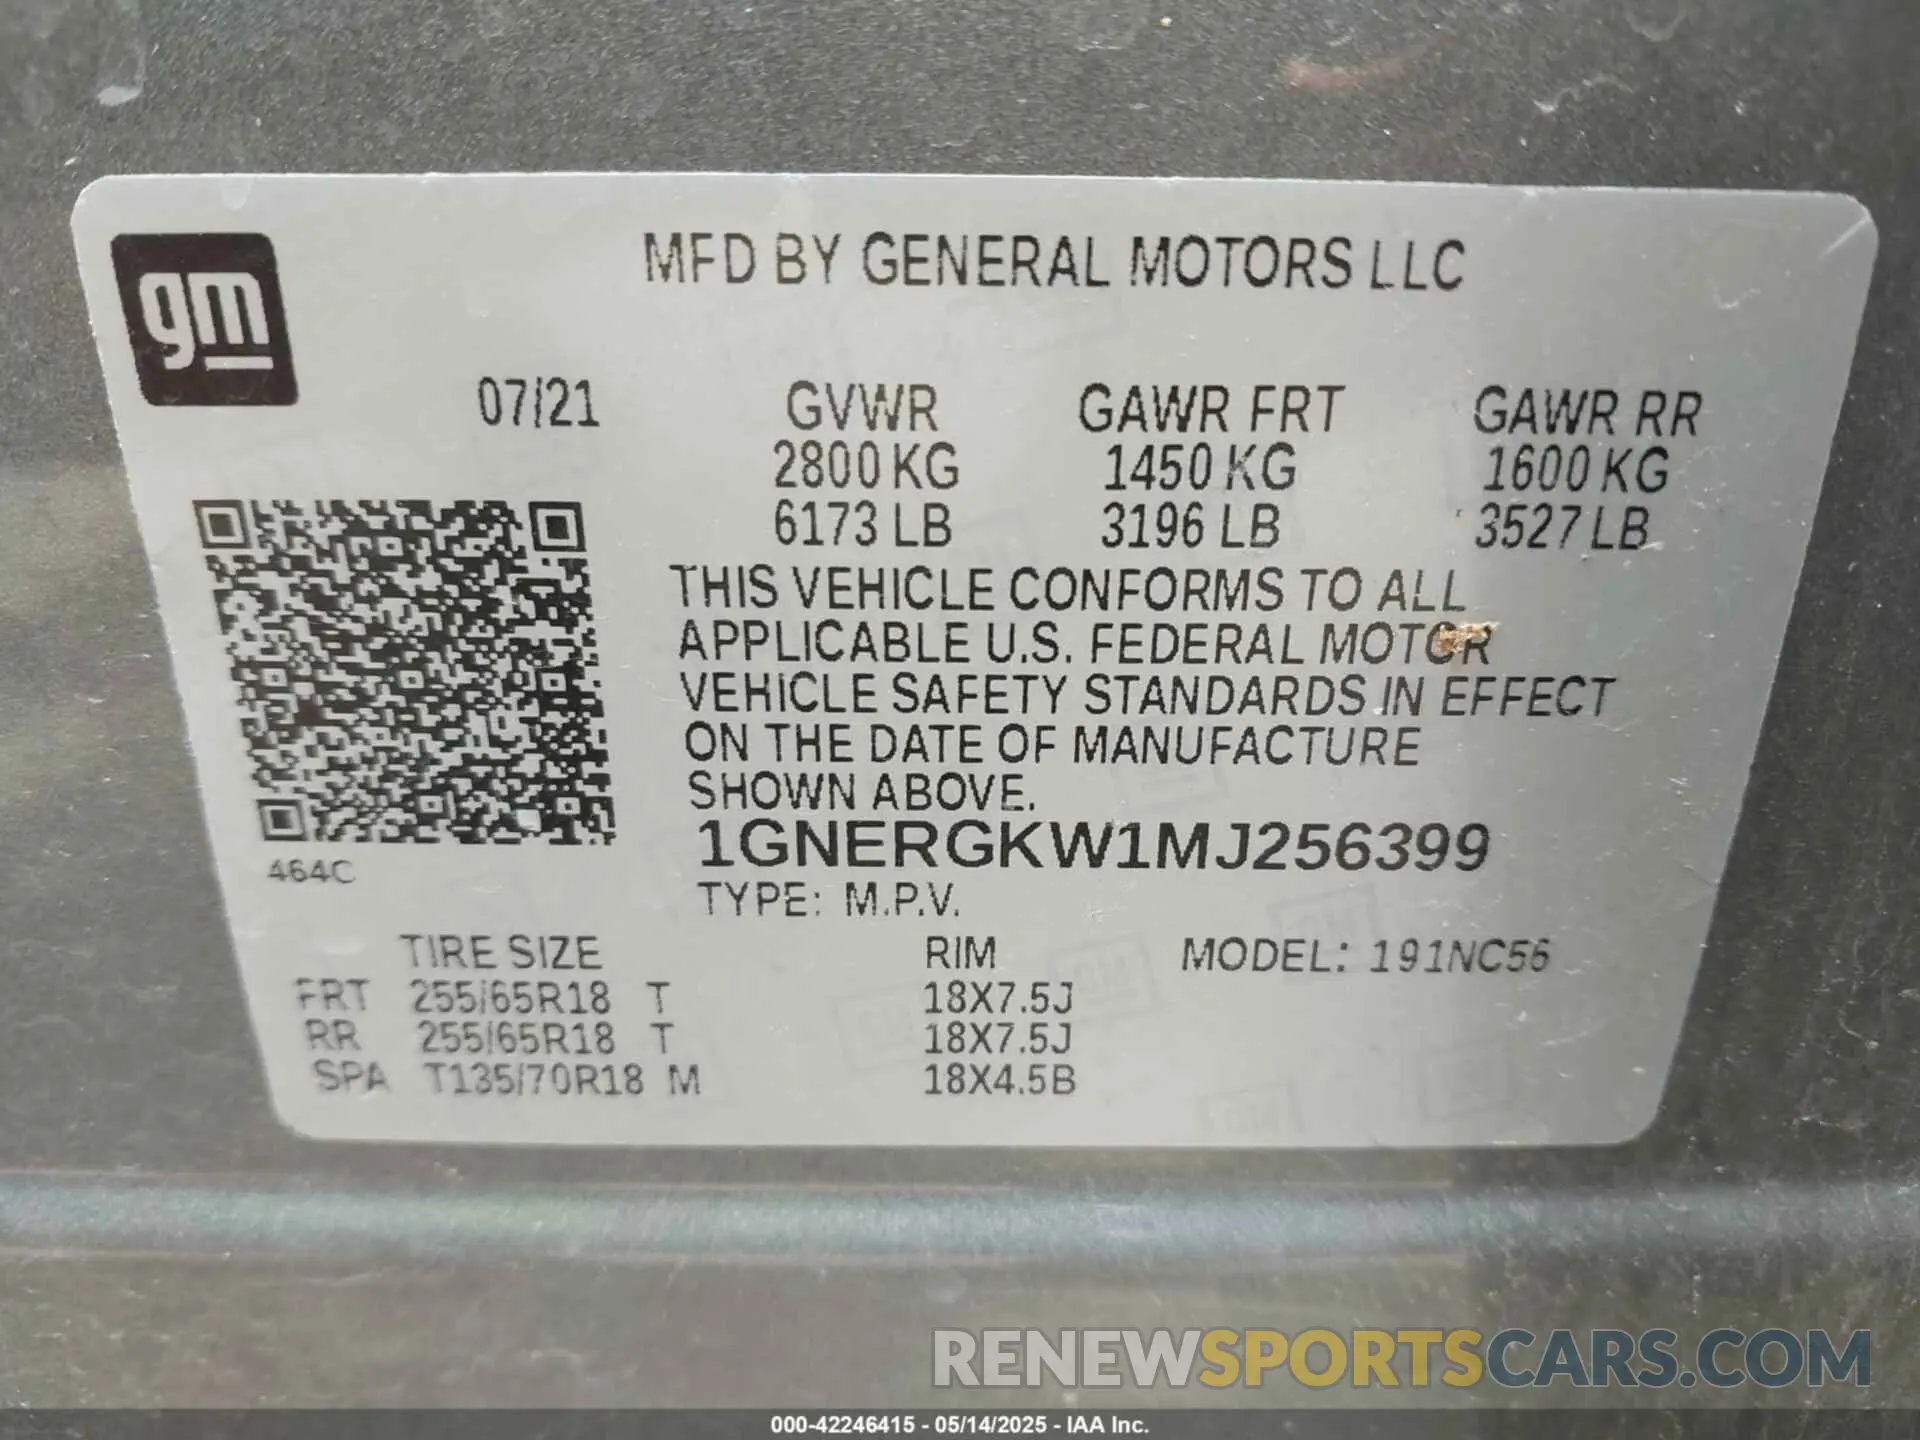 gm
MFD BY GENERAL MOTORS LLC
07/21 GVWR GAWR FRT GAWR RR
2800 KG 1450 KG 1600 KG
6173 LB 3196 LB 3527 LB
THIS VEHICLE CONFORMS TO ALL
APPLICABLE U.S. FEDERAL MOTOR
VEHICLE SAFETY STANDARDS IN EFFECT
ON THE DATE OF MANUFACTURE
SHOWN ABOVE.
1GNERGKW1MJ256399
464C
TYPE: M.P.V.
TIRE SIZE RIM MODEL: 191NC56
FRT 255/65R18 T 18X7.5J
RR 255/65R18 T 18X7.5J
SPA T135/70R18 M 18X4.5B
RENEWSPORTSCARS.COM
000-42246415 - 05/14/2025 - IAA Inc.